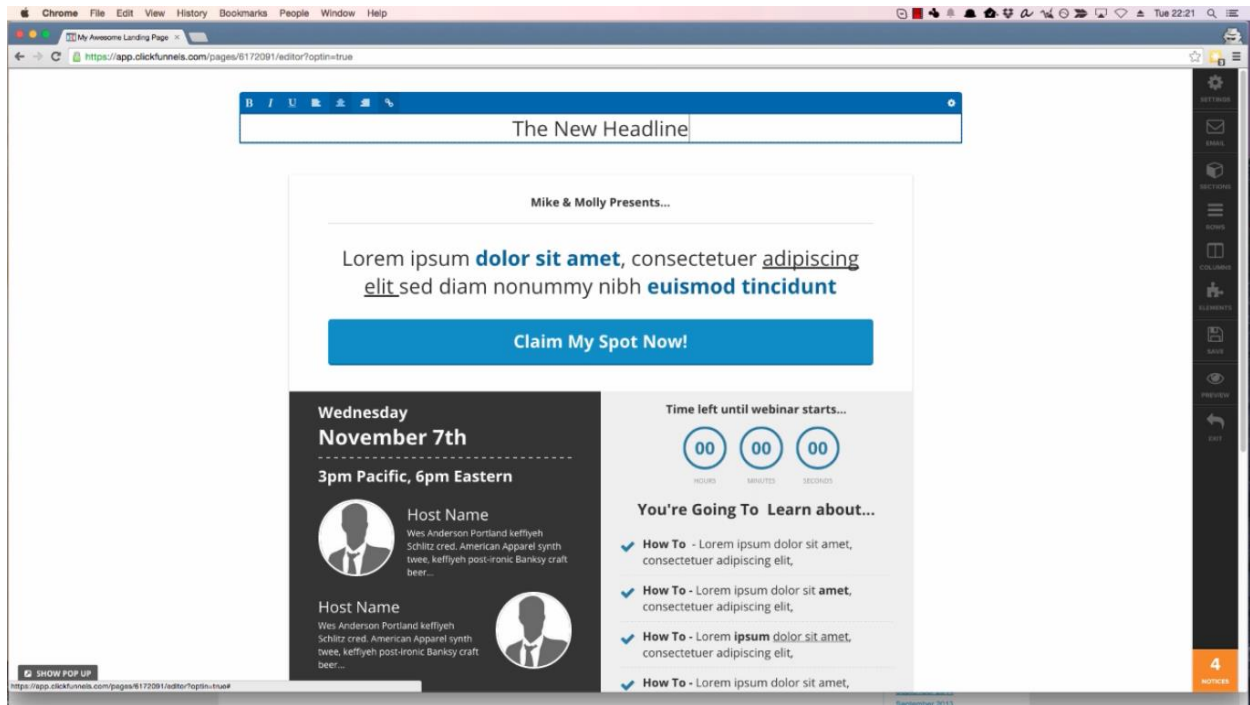 Chrome File Edit View History Bookmarks People Window Help
Tue 22:21
My Awesome Landing Page
https://app.clickfunnels.com/pages/6172091/editor?optin=true
B I U
The New Headline
SETTINGS
EMAIL
SECTIONS
ROWS
COLUMNS
ELEMENTS
SAVE
PREVIEW
EXIT
Mike & Molly Presents...
Lorem ipsum dolor sit amet, consectetuer adipiscing
elit sed diam nonummy nibh euismod tincidunt
Claim My Spot Now!
Wednesday
November 7th
3pm Pacific, 6pm Eastern
Host Name
Wes Anderson Portland keffiyeh
Schlitz cred. American Apparel synth
twee, keffiyeh post-ironic Banksy craft
beer...
Host Name
Wes Anderson Portland keffiyeh
Schlitz cred. American Apparel synth
twee, keffiyeh post-ironic Banksy craft
beer...
Time left until webinar starts...
00 00 00
HOURS MINUTES SECONDS
You're Going To Learn about...
How To - Lorem ipsum dolor sit amet,
consectetuer adipiscing elit,
How To - Lorem ipsum dolor sit amet,
consectetuer adipiscing elit,
How To - Lorem ipsum dolor sit amet,
consectetuer adipiscing elit,
How To - Lorem ipsum dolor sit amet,
SHOW POP UP
https://app.clickfunnels.com/pages/6172091/editor?optin=true#
4
NOTICES
September 2013